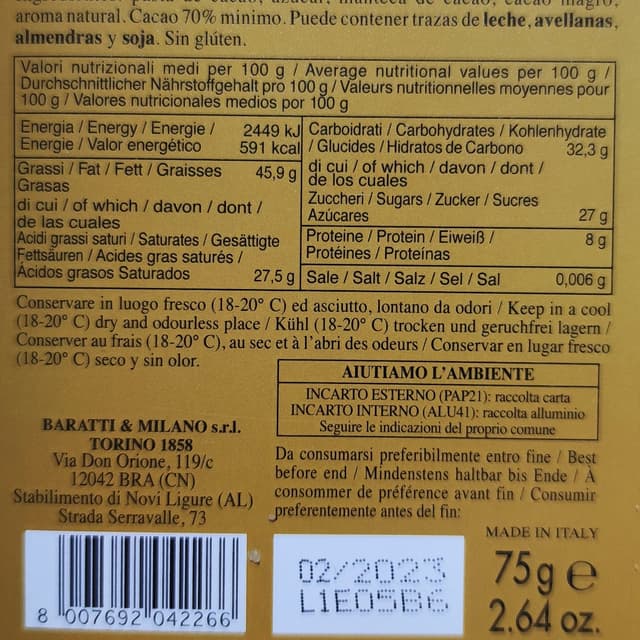 aroma natural. Cacao 70% minimo. Puede contener trazas de leche, avellanas,
almendras y soja. Sin glúten.
Valori nutrizionali medi per 100 g / Average nutritional values per 100 g /
Durchschnittlicher Nährstoffgehalt pro 100 g / Valeurs nutritionnelles moyennes pour
100 g / Valores nutricionales medios por 100 g
Energia / Energy / Energie / 2449 kJ
Energie / Valor energético 591 kcal
Grassi / Fat / Fett / Graisses 45,9 g
Grasas
di cui / of which / davon / dont /
de las cuales
Acidi grassi saturi / Saturates / Gesättigte
Fettsäuren / Acides gras saturés /
Ácidos grasos Saturados 27,5 g
Carboidrati / Carbohydrates / Kohlenhydrate
/ Glucides / Hidratos de Carbono 32,3 g
di cui / of which / davon / dont /
de los cuales
Zuccheri / Sugars / Zucker / Sucres
Azúcares 27 g
Proteine / Protein / Eiweiß / 8 g
Protéines / Proteínas
Sale / Salt / Salz / Sel / Sal 0,006 g
Conservare in luogo fresco (18-20° C) ed asciutto, lontano da odori / Keep in a cool
(18-20° C) dry and odourless place / Kühl (18-20° C) trocken und geruchfrei lagern /
Conserver au frais (18-20° C), au sec et à l'abri des odeurs / Conservar en lugar fresco
(18-20° C) seco y sin olor.
AIUTIAMO L'AMBIENTE
INCARTO ESTERNO (PAP21): raccolta carta
INCARTO INTERNO (ALU41): raccolta alluminio
Seguire le indicazioni del proprio comune
BARATTI & MILANO s.r.l.
TORINO 1858
Via Don Orione, 119/c
12042 BRA (CN)
Stabilimento di Novi Ligure (AL)
Strada Serravalle, 73
Da consumarsi preferibilmente entro fine / Best
before end / Mindenstens haltbar bis Ende / À
consommer de préférence avant fin / Consumir
preferentemente antes del fin:
MADE IN ITALY
8 007692 042266
02/2023
L1E05B6
75 g e
2.64 oz.